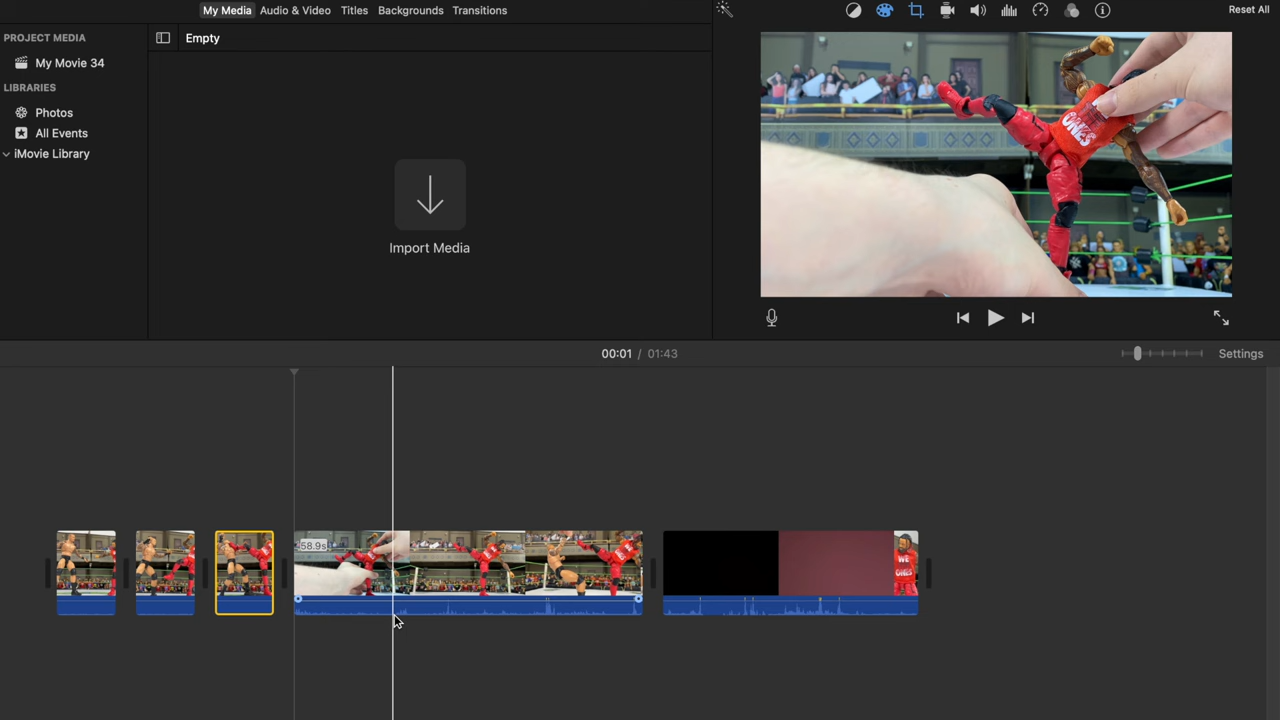 My Media Audio & Video Titles Backgrounds Transitions
Reset All
PROJECT MEDIA
Empty
My Movie 34
LIBRARIES
Photos
All Events
iMovie Library
Import Media
ONES
00:01 / 01:43
Settings
58.9s
WE
ONES